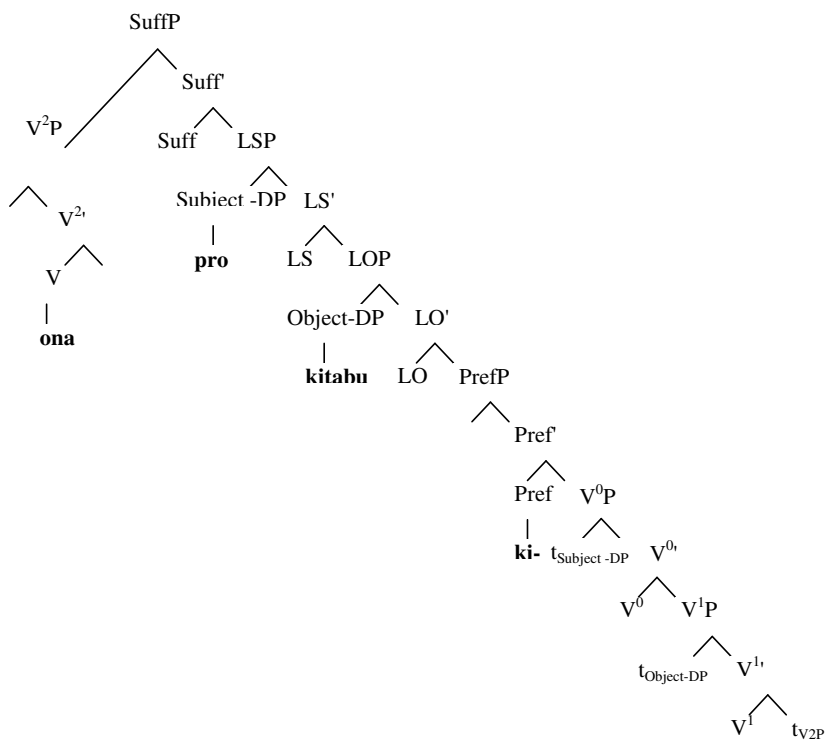 SuffP
Suff'
V²P
Suff LSP
Subject -DP LS'
V²'
pro LS LOP
V
Object-DP LO'
ona
kitabu LO PrefP
Pref'
Pref V⁰P
ki- t_Subject -DP V⁰'
V⁰ V¹P
t_Object-DP V¹'
V¹ t_V2P